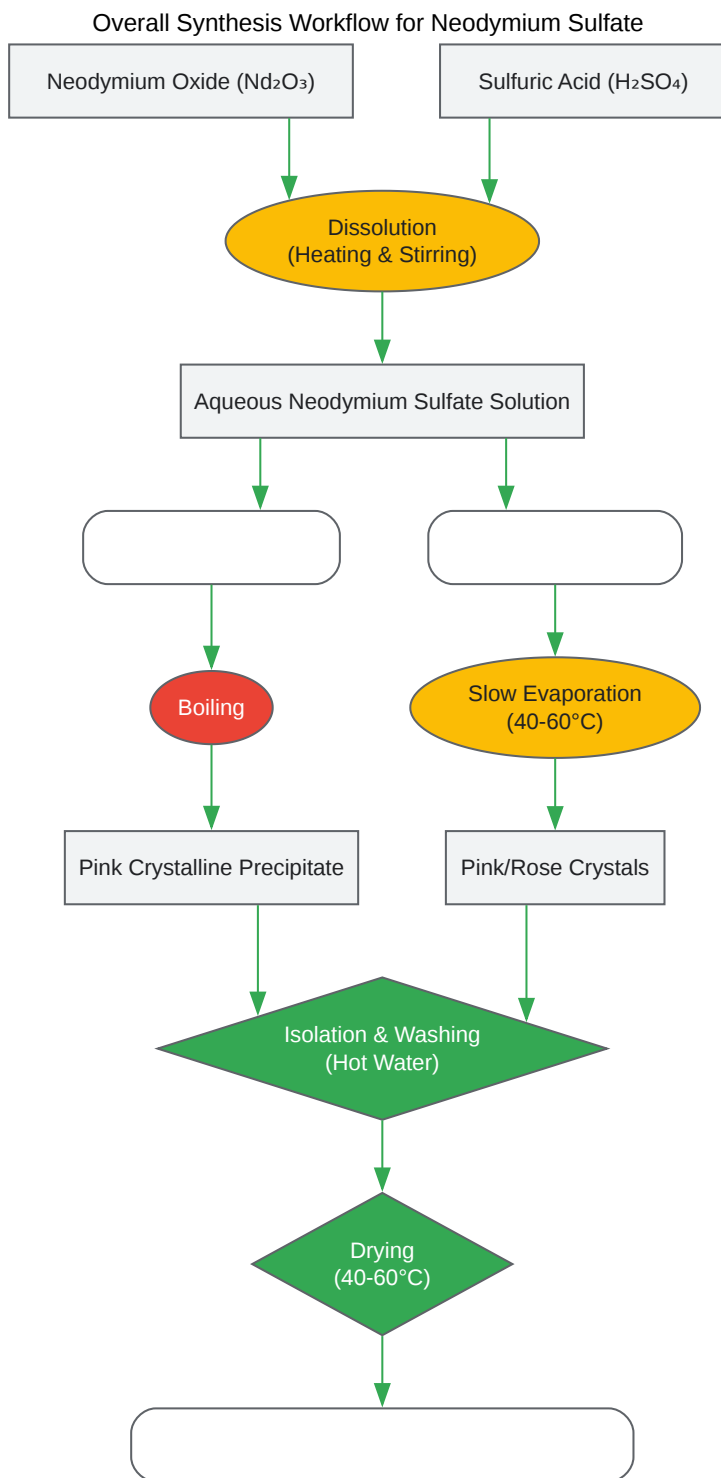 Overall Synthesis Workflow for Neodymium Sulfate
Neodymium Oxide (Nd₂O₃)
Sulfuric Acid (H₂SO₄)
Dissolution
(Heating & Stirring)
Aqueous Neodymium Sulfate Solution
Boiling
Slow Evaporation
(40-60°C)
Pink Crystalline Precipitate
Pink/Rose Crystals
Isolation & Washing
(Hot Water)
Drying
(40-60°C)